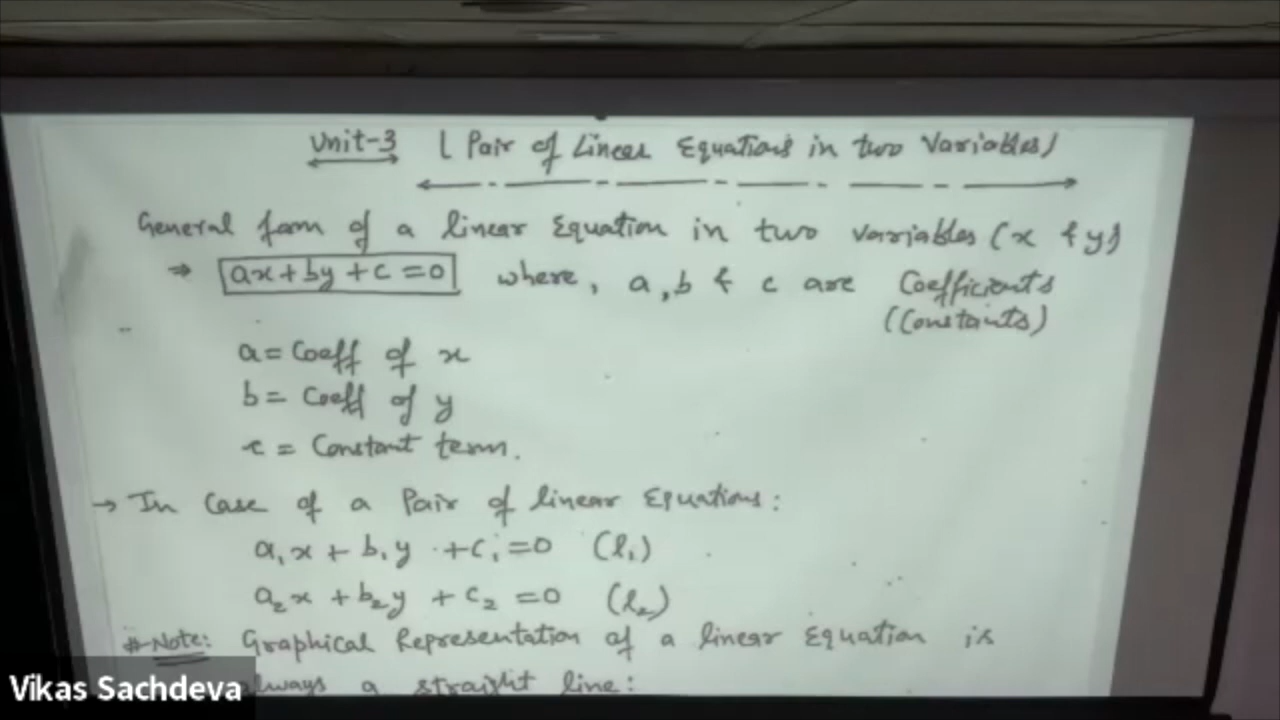 Unit-3 ( Pair of Linear Equations in two Variables)
General form of a linear Equation in two variables (x & y)
⇒ ax + by + c = 0 where, a, b & c are Coefficients
(Constants)
a = Coeff of x
b = Coeff of y
c = Constant term.
→ In Case of a Pair of linear Equations:
a₁x + b₁y + c₁ = 0 (l₁)
a₂x + b₂y + c₂ = 0 (l₂)
# Note: Graphical Representation of a linear Equation is
always a straight line:
Vikas Sachdeva